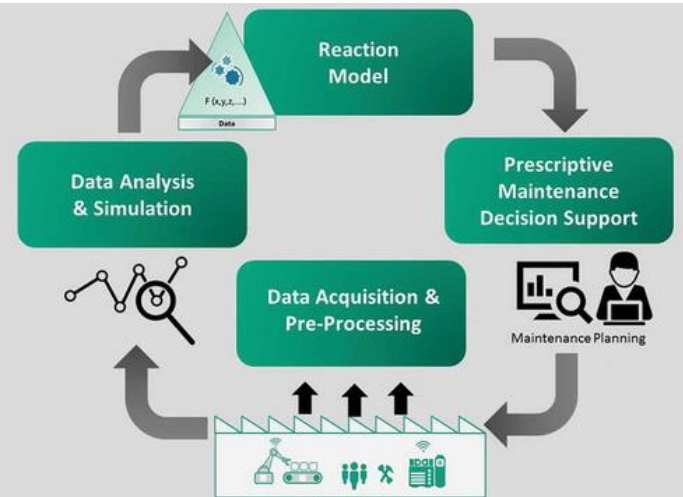 Reaction
Model
F (x,y,z,....)
Data
Data Analysis
& Simulation
Prescriptive
Maintenance
Decision Support
Data Acquisition &
Pre-Processing
Maintenance Planning